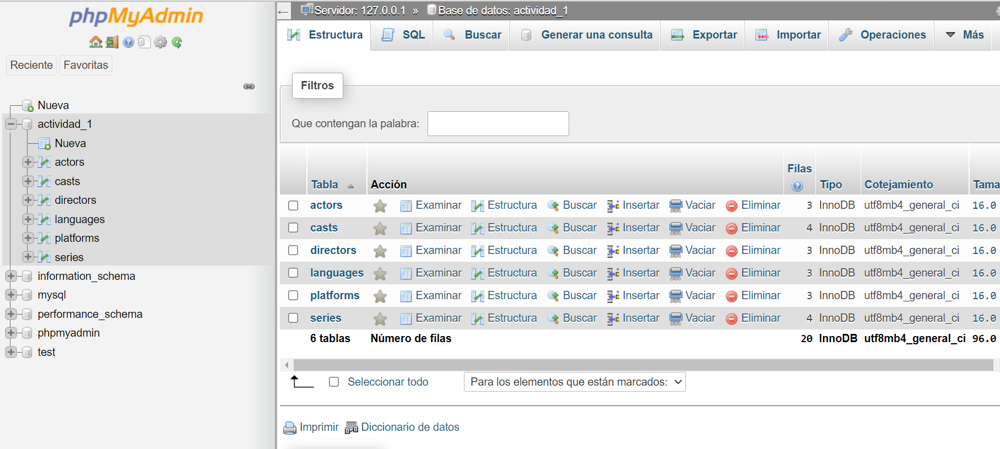 phpMyAdmin
Reciente Favoritas
Nueva
actividad_1
Nueva
actors
casts
directors
languages
platforms
series
information_schema
mysql
performance_schema
phpmyadmin
test
Servidor: 127.0.0.1 » Base de datos: actividad_1
Estructura SQL Buscar Generar una consulta Exportar Importar Operaciones Más
Filtros
Que contengan la palabra:
Tabla Acción Filas Tipo Cotejamiento Tama
actors Examinar Estructura Buscar Insertar Vaciar Eliminar 3 InnoDB utf8mb4_general_ci 16.0
casts Examinar Estructura Buscar Insertar Vaciar Eliminar 4 InnoDB utf8mb4_general_ci 16.0
directors Examinar Estructura Buscar Insertar Vaciar Eliminar 3 InnoDB utf8mb4_general_ci 16.0
languages Examinar Estructura Buscar Insertar Vaciar Eliminar 3 InnoDB utf8mb4_general_ci 16.0
platforms Examinar Estructura Buscar Insertar Vaciar Eliminar 3 InnoDB utf8mb4_general_ci 16.0
series Examinar Estructura Buscar Insertar Vaciar Eliminar 4 InnoDB utf8mb4_general_ci 16.0
6 tablas Número de filas 20 InnoDB utf8mb4_general_ci 96.0
Seleccionar todo Para los elementos que están marcados:
Imprimir Diccionario de datos